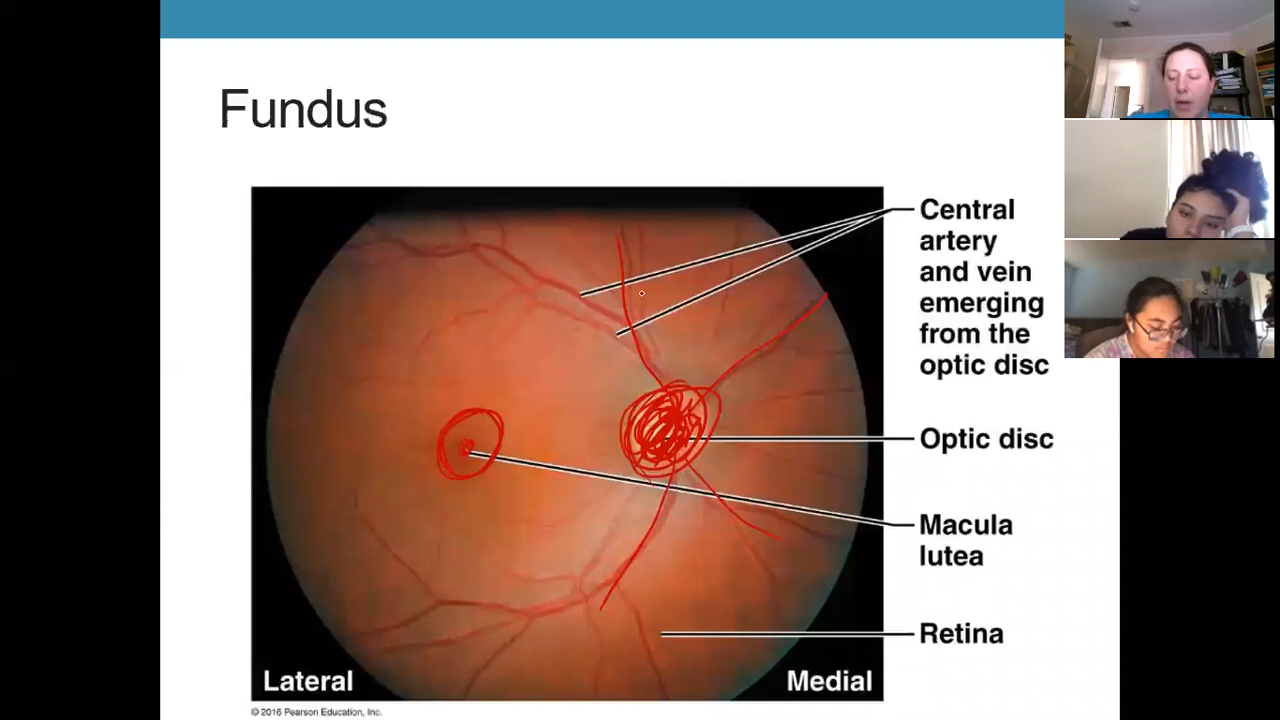 Fundus
Central
artery
and vein
emerging
from the
optic disc
Optic disc
Macula
lutea
Retina
Lateral
Medial
© 2016 Pearson Education, Inc.